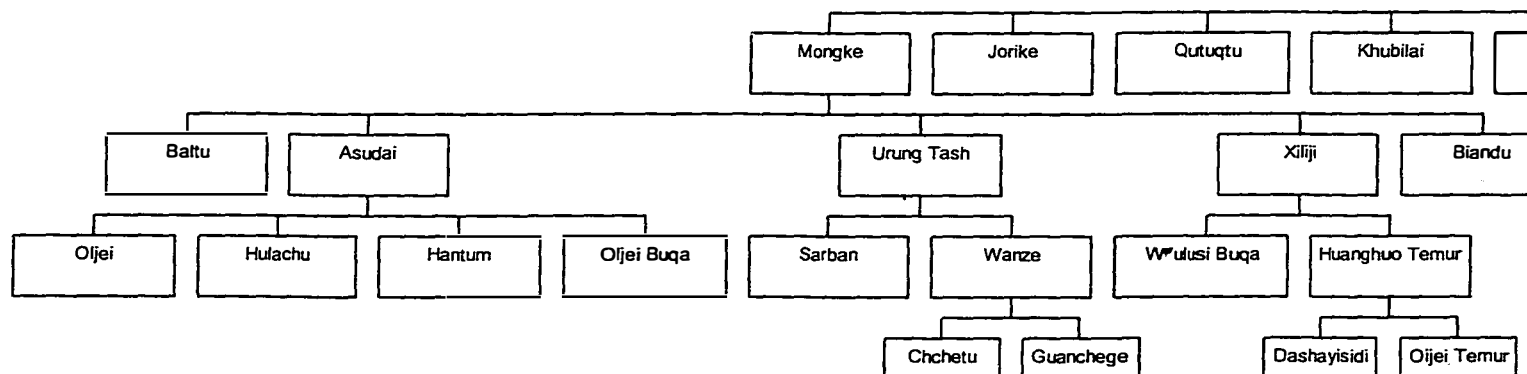 Mongke
Jorike
Qutuqtu
Khubilai
Baltu
Asudai
Urung Tash
Xiliji
Biandu
Oljei
Hulachu
Hantum
Oljei Buqa
Sarban
Wanze
Buqa
Huanghuo Temur
Chchetu
Guanchege
Dashayisidi
Oijei Temur